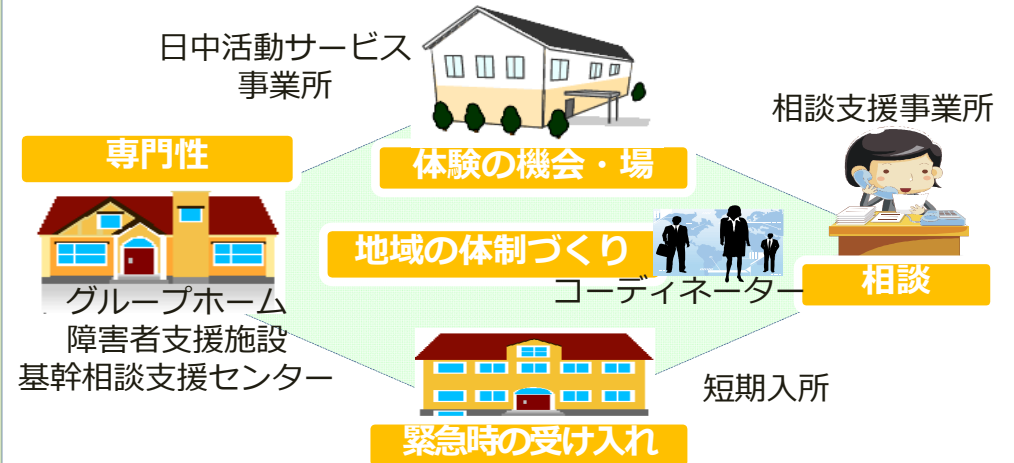 日中活動サービス
事業所
相談支援事業所
専門性
体験の機会・場
地域の体制づくり
コーディネーター
相談
グループホーム
障害者支援施設
基幹相談支援センター
短期入所
緊急時の受け入れ